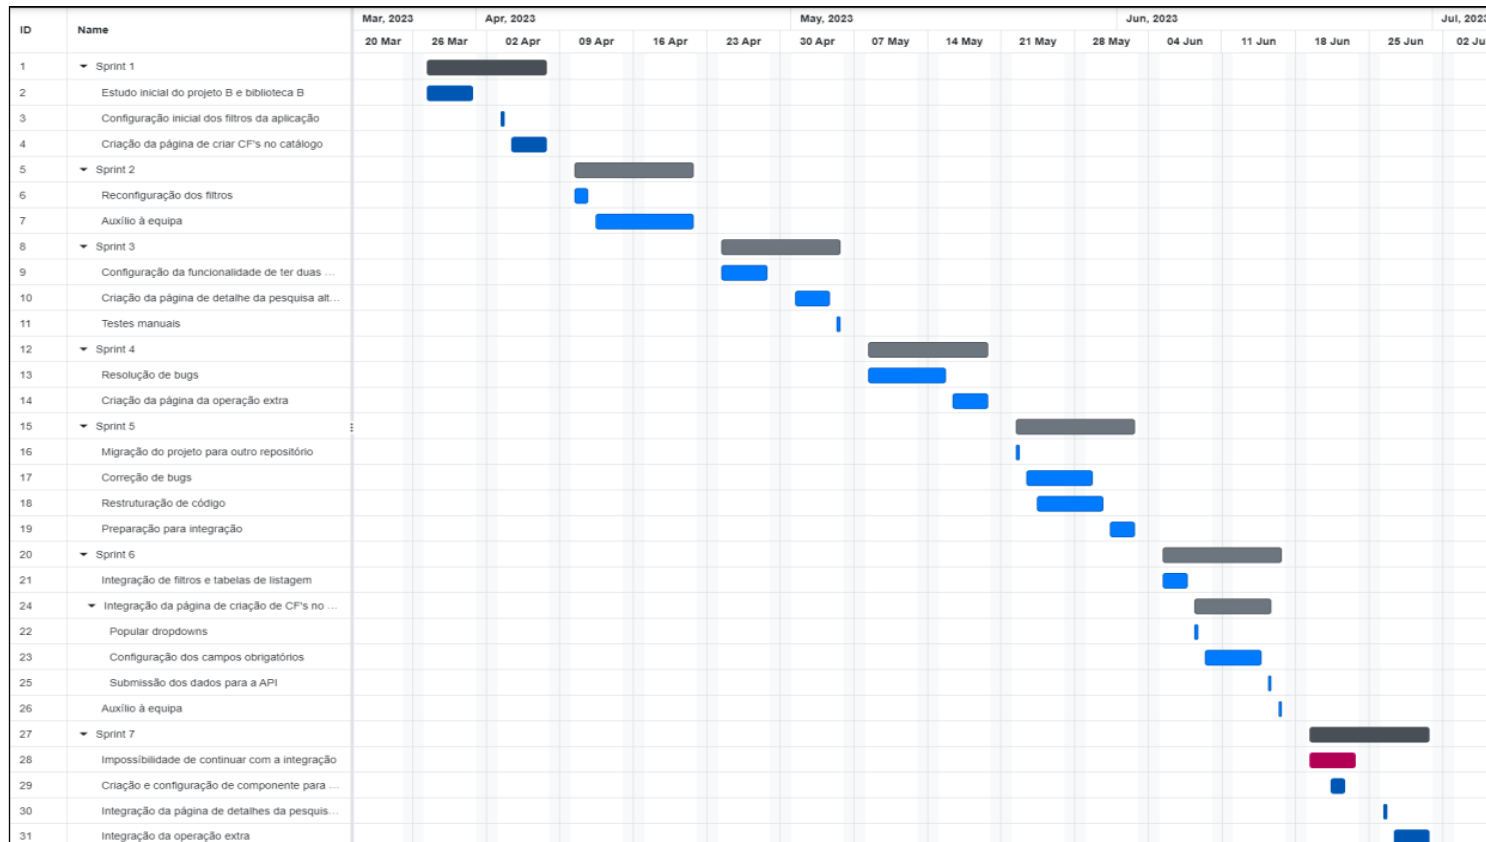 ID Name Mar, 2023 Apr, 2023 May, 2023 Jun, 2023 Jul, 2023
20 Mar 26 Mar 02 Apr 09 Apr 16 Apr 23 Apr 30 Apr 07 May 14 May 21 May 28 May 04 Jun 11 Jun 18 Jun 25 Jun 02 Ju
1 Sprint 1
2 Estudo inicial do projeto B e biblioteca B
3 Configuração inicial dos filtros da aplicação
4 Criação da página de criar CF's no catálogo
5 Sprint 2
6 Reconfiguração dos filtros
7 Auxílio à equipa
8 Sprint 3
9 Configuração da funcionalidade de ter duas ...
10 Criação da página de detalhe da pesquisa alt...
11 Testes manuais
12 Sprint 4
13 Resolução de bugs
14 Criação da página da operação extra
15 Sprint 5
16 Migração do projeto para outro repositório
17 Correção de bugs
18 Restruturação de código
19 Preparação para integração
20 Sprint 6
21 Integração de filtros e tabelas de listagem
24 Integração da página de criação de CF's no ...
22 Popular dropdowns
23 Configuração dos campos obrigatórios
25 Submissão dos dados para a API
26 Auxílio à equipa
27 Sprint 7
28 Impossíbilidade de continuar com a integração
29 Criação e configuração de componente para ...
30 Integração da página de detalhes da pesquis...
31 Integração da operação extra